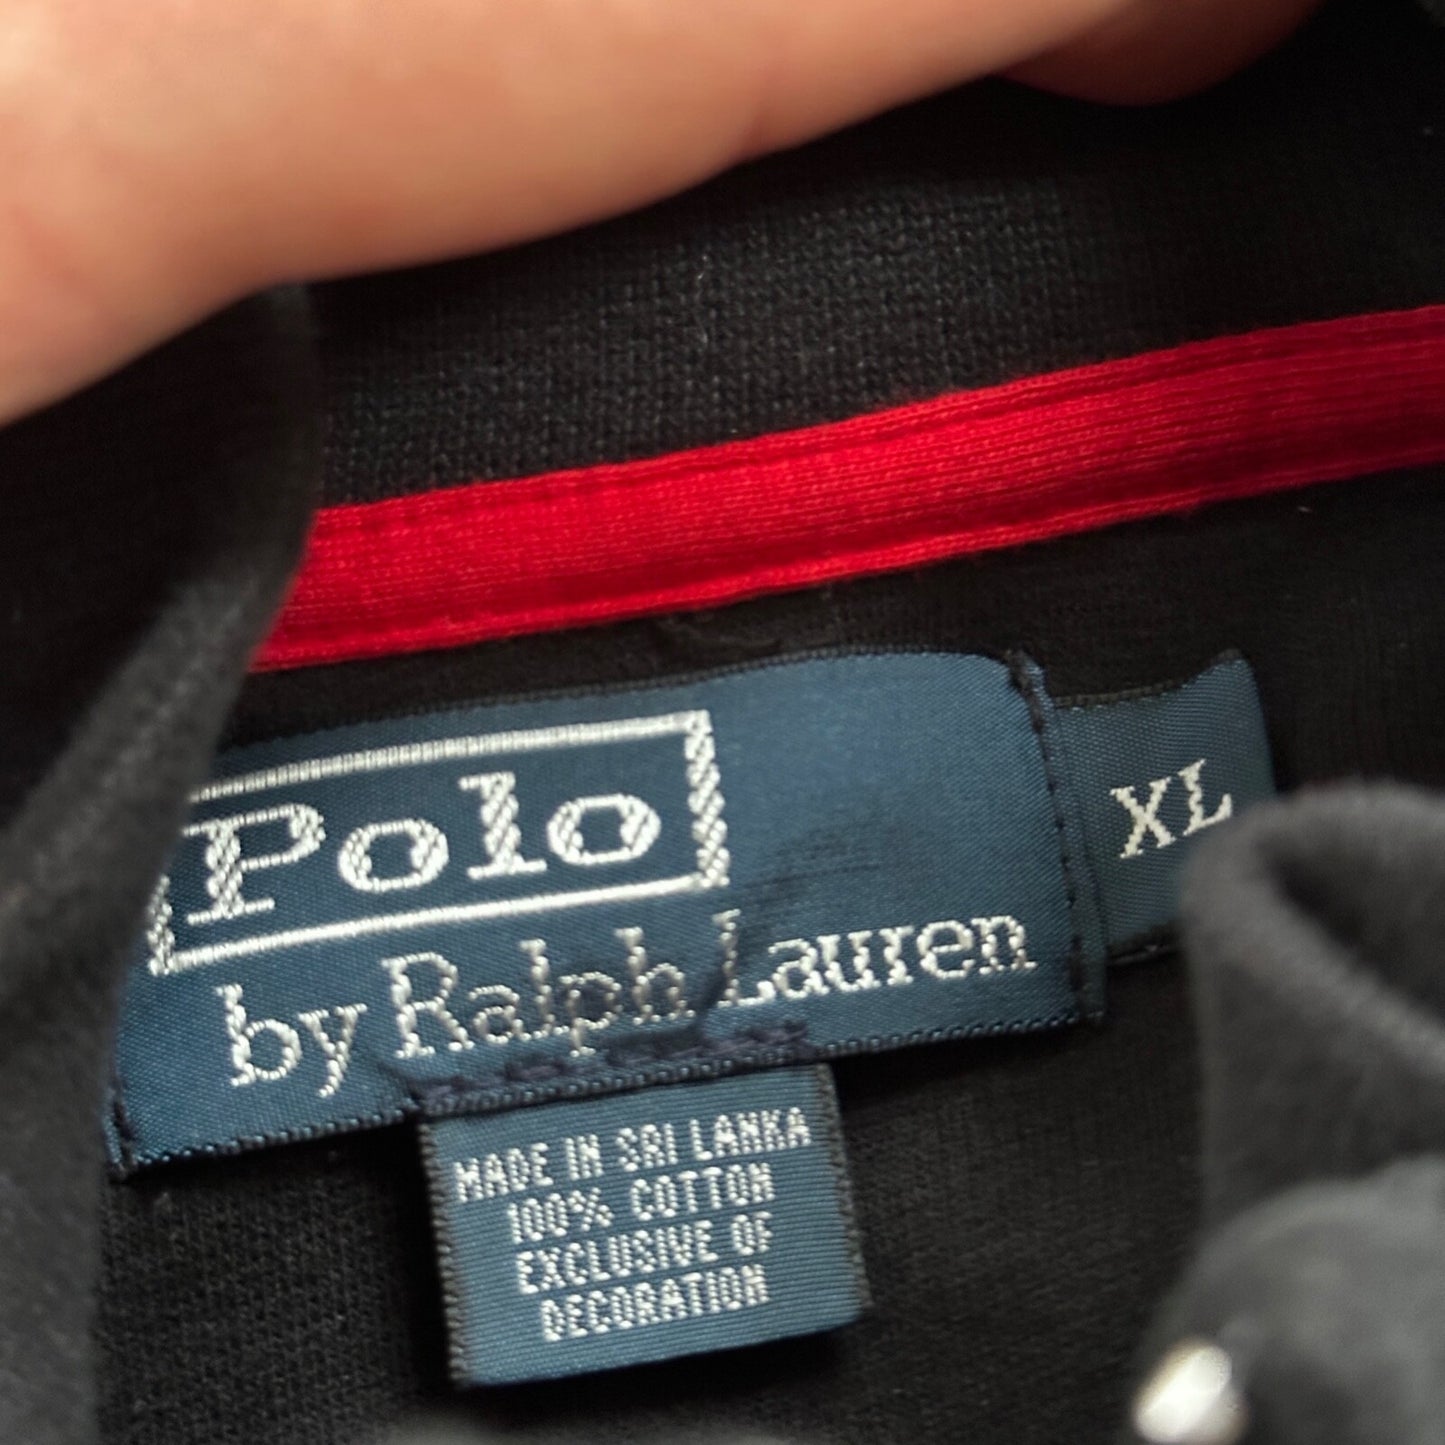 Polo
by Ralph Lauren
XL
MADE IN SRI LANKA
100% COTTON
EXCLUSIVE OF
DECORATION